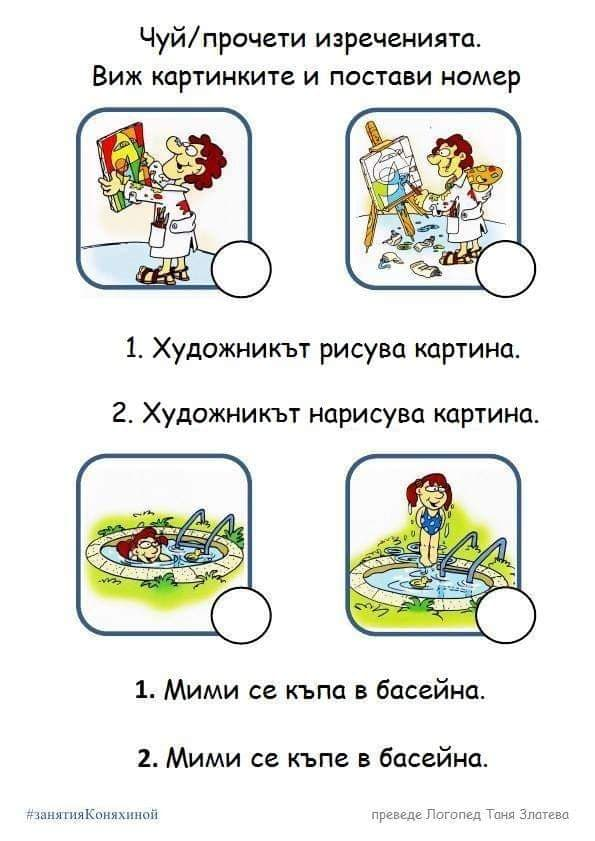 Чуй/прочети изреченията.
Виж картинките и постави номер
1. Художникът рисува картина.
2. Художникът нарисува картина.
1. Мими се къпа в басейна.
2. Мими се къпе в басейна.
#занятияКоняхиной
преведе Логопед Таня Златева